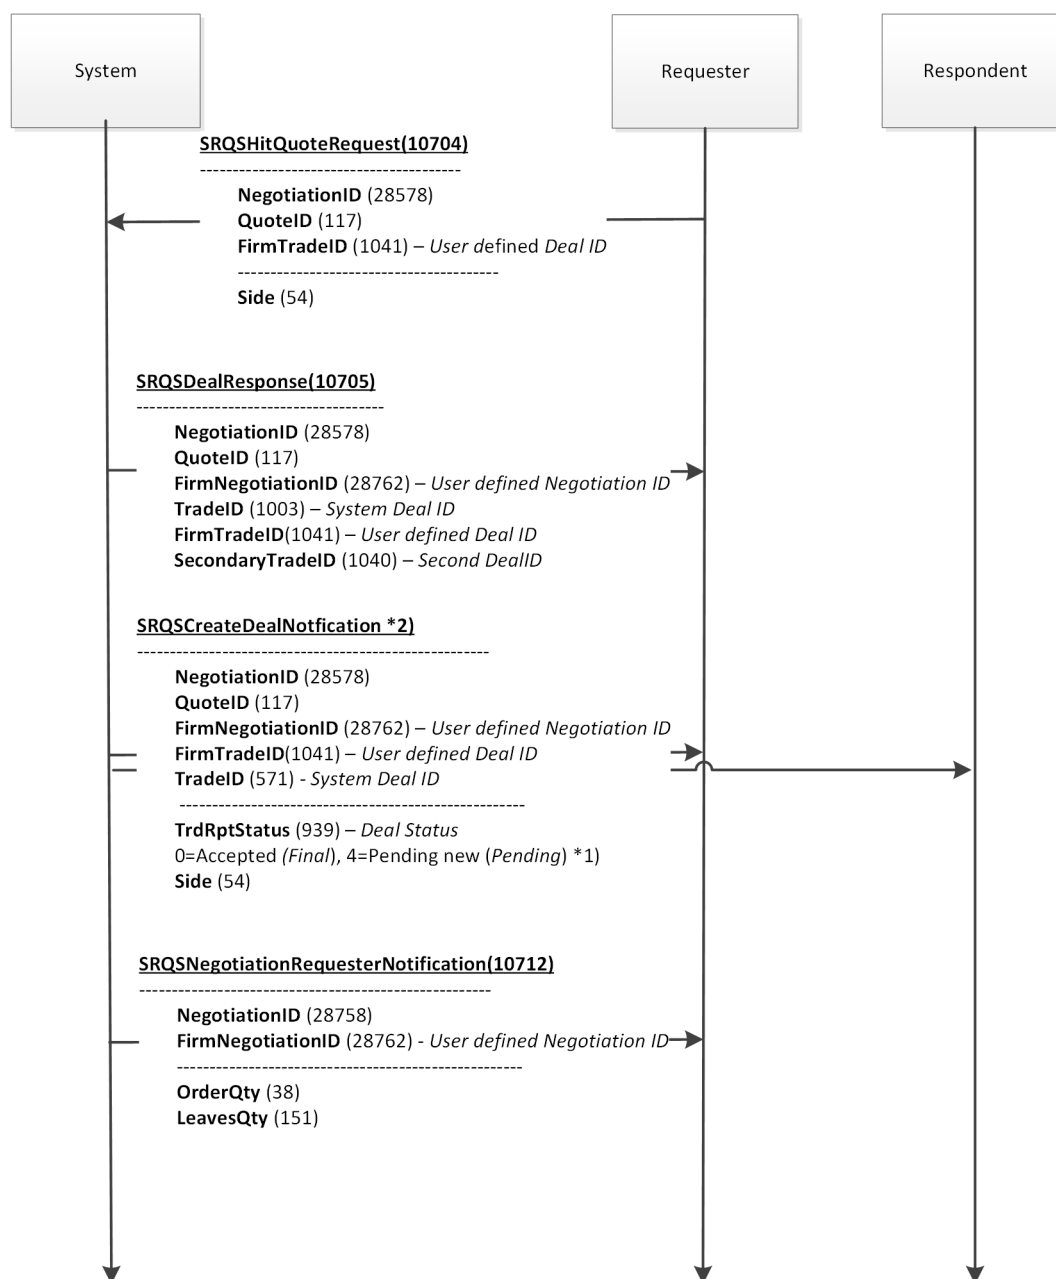 System
Requester
Respondent
SRQSHitQuoteRequest(10704)
----------------------------------------
NegotiationID (28578)
QuoteID (117)
FirmTradeID (1041) – User defined Deal ID
----------------------------------------
Side (54)
SRQSDealResponse(10705)
--------------------------------------
NegotiationID (28578)
QuoteID (117)
FirmNegotiationID (28762) – User defined Negotiation ID
TradeID (1003) – System Deal ID
FirmTradeID(1041) – User defined Deal ID
SecondaryTradeID (1040) – Second DealID
SRQSCreateDealNotfication *2)
------------------------------------------------------
NegotiationID (28578)
QuoteID (117)
FirmNegotiationID (28762) – User defined Negotiation ID
FirmTradeID(1041) – User defined Deal ID
TradeID (571) - System Deal ID
-----------------------------------------------------
TrdRptStatus (939) – Deal Status
0=Accepted (Final), 4=Pending new (Pending) *1)
Side (54)
SRQSNegotiationRequesterNotification(10712)
------------------------------------------------------
NegotiationID (28758)
FirmNegotiationID (28762) - User defined Negotiation ID
-----------------------------------------------------
OrderQty (38)
LeavesQty (151)